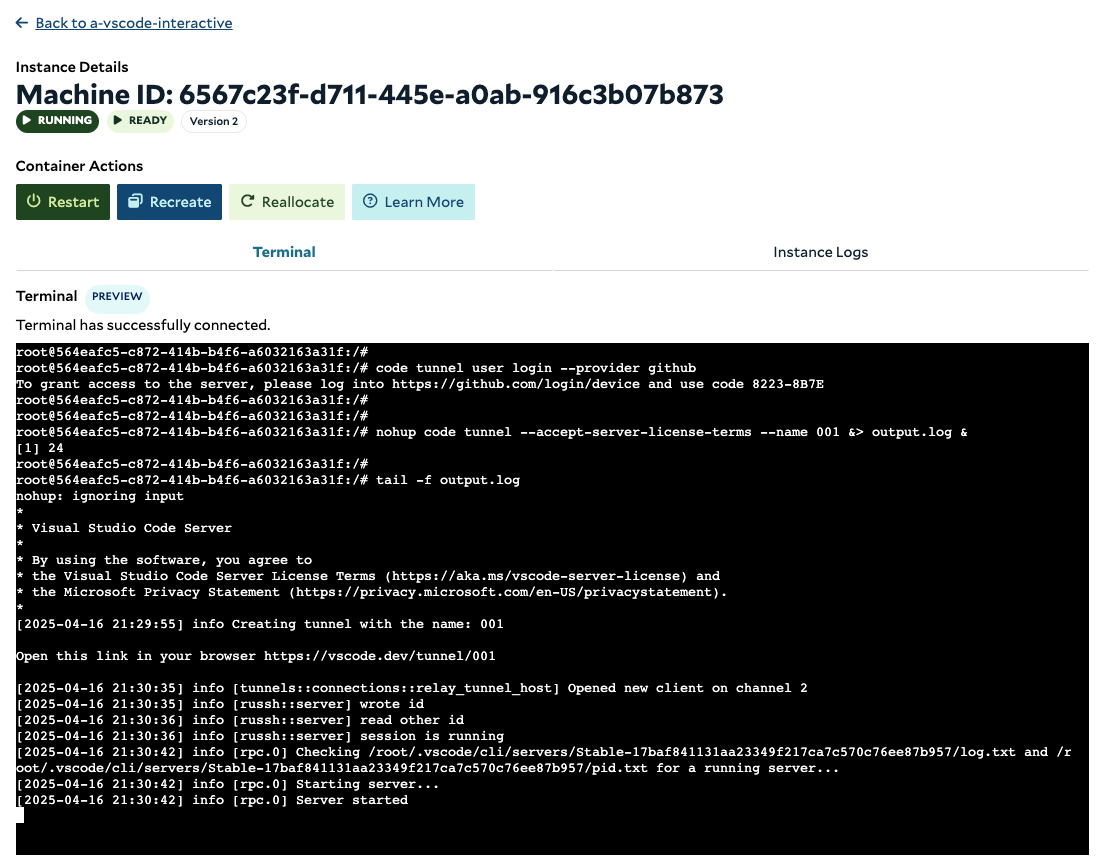 ← Back to a-vscode-interactive
Instance Details
Machine ID: 6567c23f-d711-445e-a0ab-916c3b07b873
RUNNING READY Version 2
Container Actions
Restart Recreate Reallocate Learn More
Terminal Instance Logs
Terminal PREVIEW
Terminal has successfully connected.
root@564eafc5-c872-414b-b4f6-a6032163a31f:/#
root@564eafc5-c872-414b-b4f6-a6032163a31f:/# code tunnel user login --provider github
To grant access to the server, please log into https://github.com/login/device and use code 8223-8B7E
root@564eafc5-c872-414b-b4f6-a6032163a31f:/#
root@564eafc5-c872-414b-b4f6-a6032163a31f:/#
root@564eafc5-c872-414b-b4f6-a6032163a31f:/# nohup code tunnel --accept-server-license-terms --name 001 &> output.log &
[1] 24
root@564eafc5-c872-414b-b4f6-a6032163a31f:/#
root@564eafc5-c872-414b-b4f6-a6032163a31f:/# tail -f output.log
nohup: ignoring input
*
* Visual Studio Code Server
*
* By using the software, you agree to
* the Visual Studio Code Server License Terms (https://aka.ms/vscode-server-license) and
* the Microsoft Privacy Statement (https://privacy.microsoft.com/en-US/privacystatement).
*
[2025-04-16 21:29:55] info Creating tunnel with the name: 001
Open this link in your browser https://vscode.dev/tunnel/001
[2025-04-16 21:30:35] info [tunnels::connections::relay_tunnel_host] Opened new client on channel 2
[2025-04-16 21:30:35] info [russh::server] wrote id
[2025-04-16 21:30:36] info [russh::server] read other id
[2025-04-16 21:30:36] info [russh::server] session is running
[2025-04-16 21:30:42] info [rpc.0] Checking /root/.vscode/cli/servers/Stable-17baf841131aa23349f217ca7c570c76ee87b957/log.txt and /r
oot/.vscode/cli/servers/Stable-17baf841131aa23349f217ca7c570c76ee87b957/pid.txt for a running server...
[2025-04-16 21:30:42] info [rpc.0] Starting server...
[2025-04-16 21:30:42] info [rpc.0] Server started